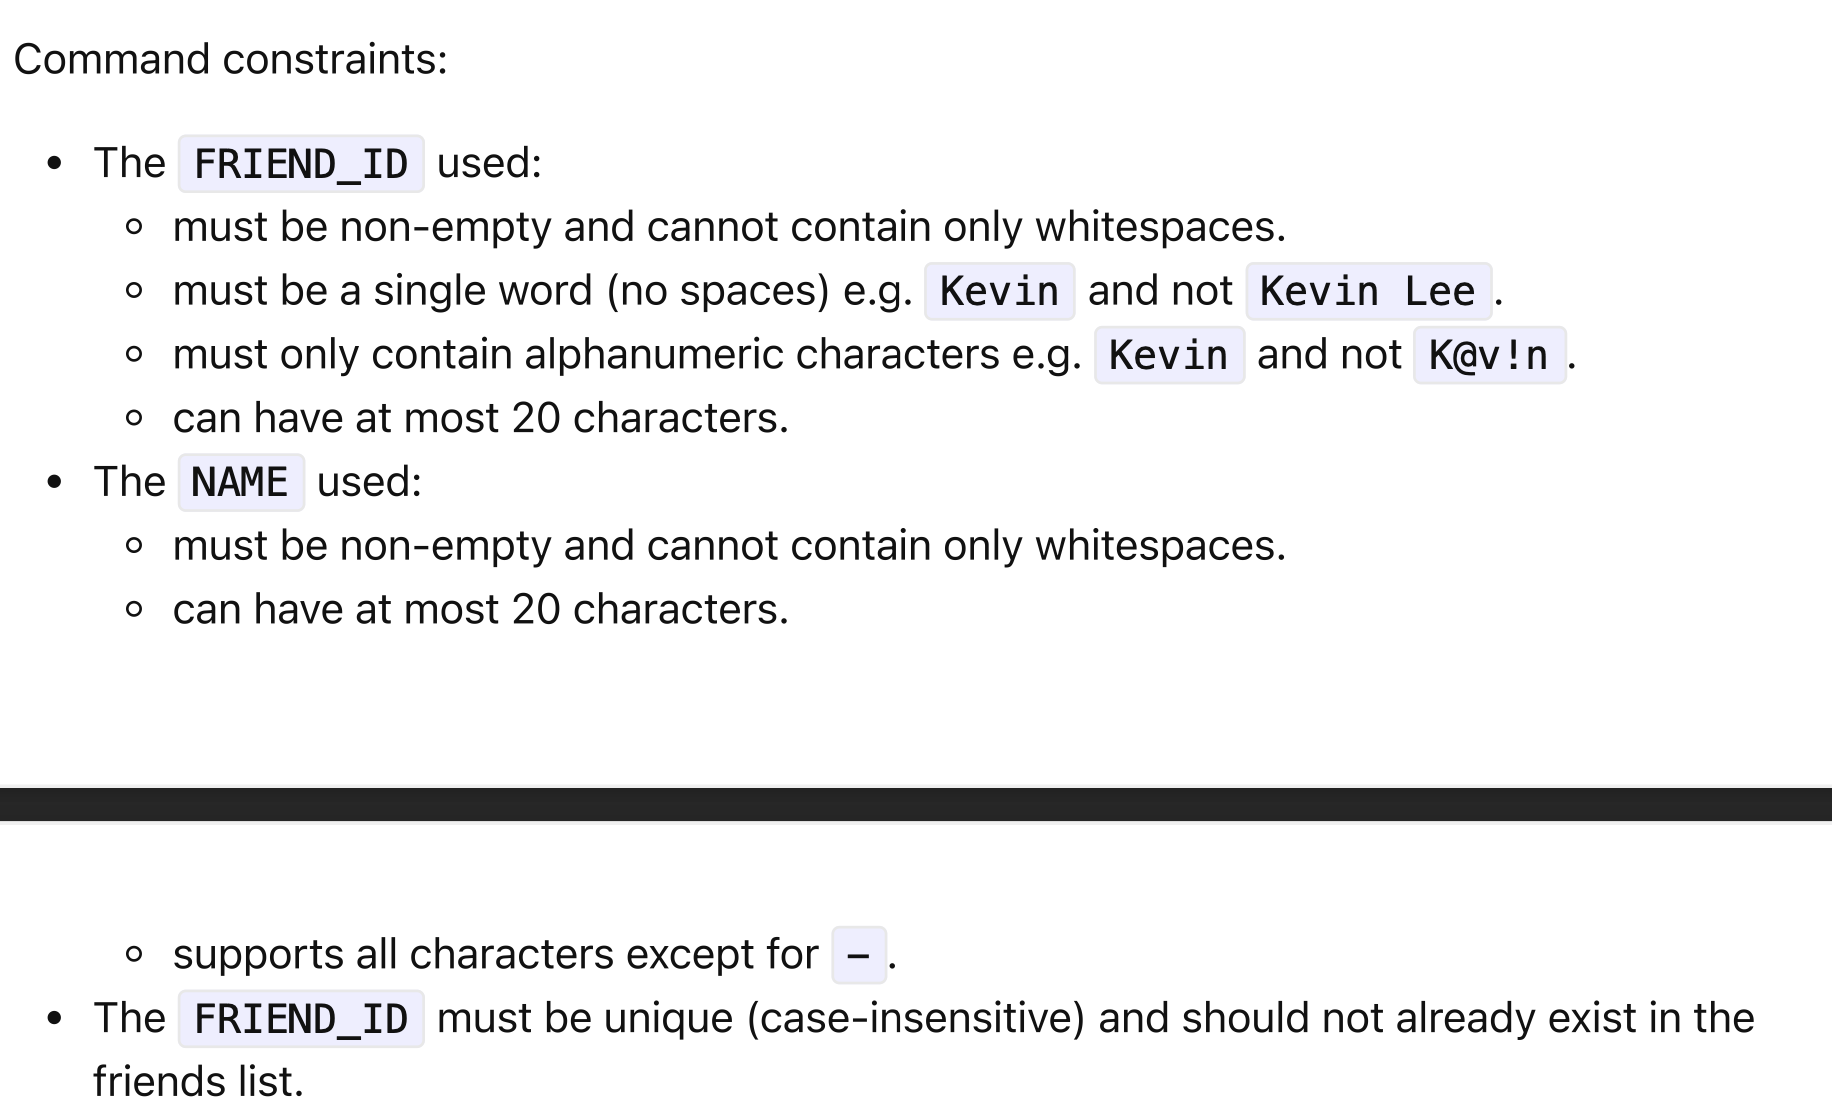 Command constraints:
• The FRIEND_ID used:
◦ must be non-empty and cannot contain only whitespaces.
◦ must be a single word (no spaces) e.g. Kevin and not Kevin Lee .
◦ must only contain alphanumeric characters e.g. Kevin and not K@v!n .
◦ can have at most 20 characters.
• The NAME used:
◦ must be non-empty and cannot contain only whitespaces.
◦ can have at most 20 characters.
◦ supports all characters except for - .
• The FRIEND_ID must be unique (case-insensitive) and should not already exist in the
friends list.